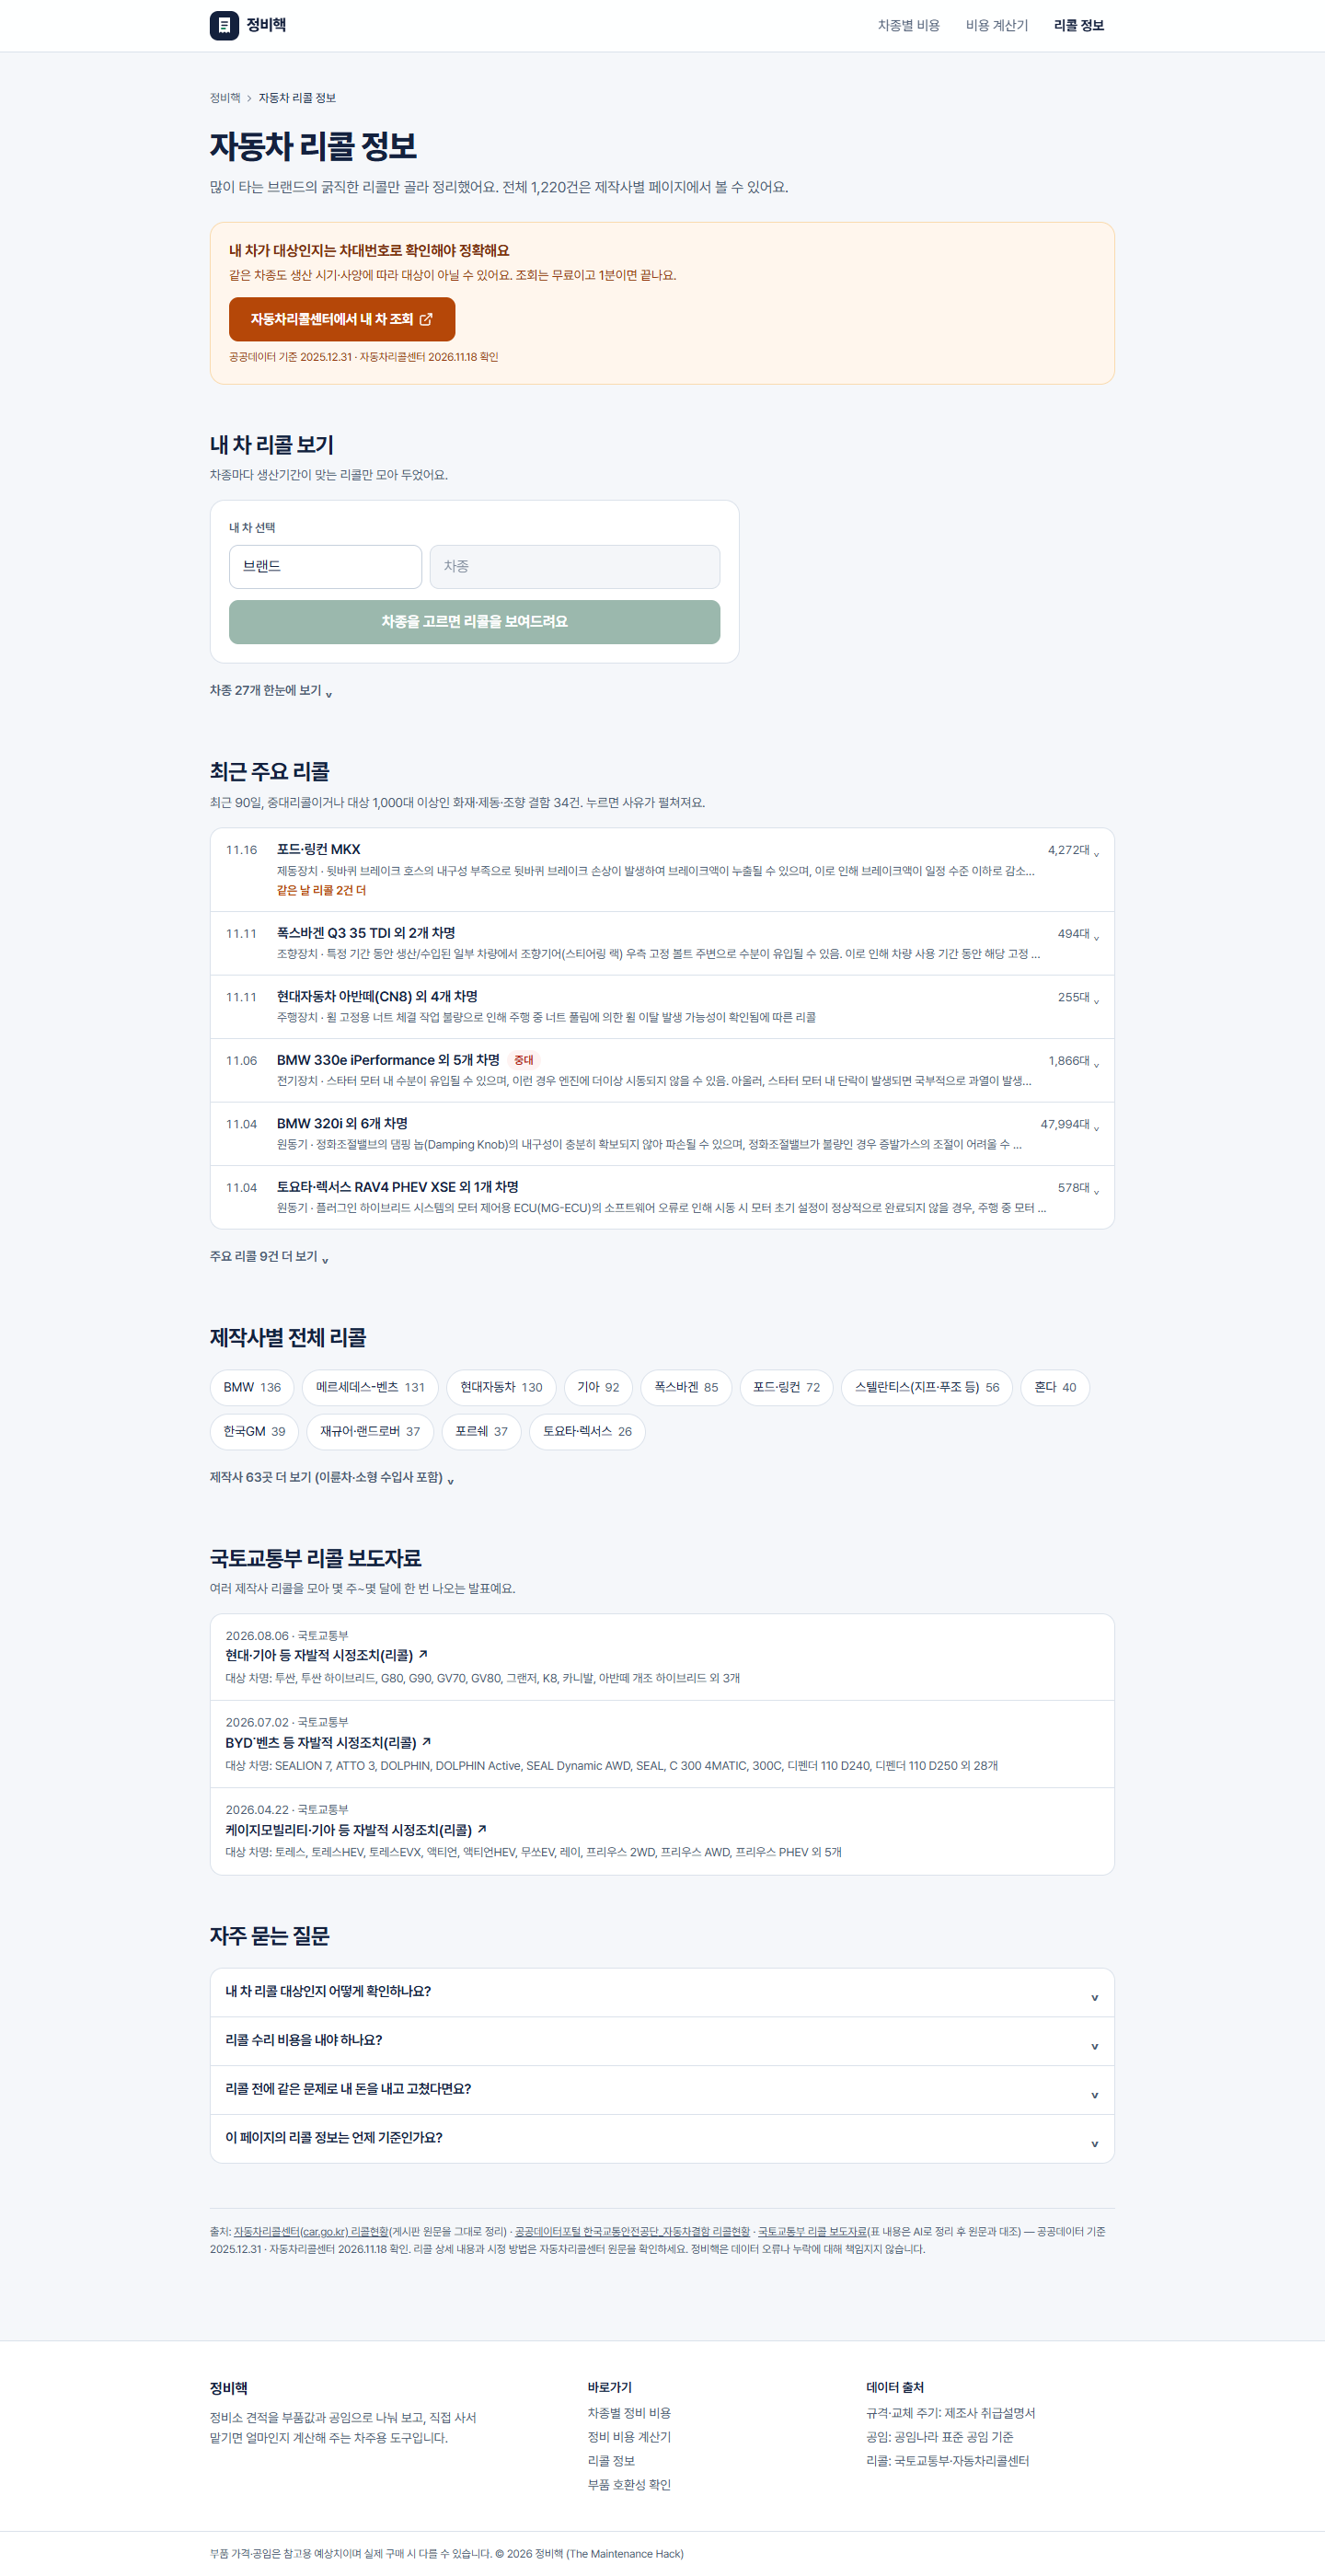 정비핵
차종별 비용 비용 계산기 리콜 정보
정비핵 › 자동차 리콜 정보
자동차 리콜 정보
많이 타는 브랜드의 굵직한 리콜만 골라 정리했어요. 전체 1,220건은 제작사별 페이지에서 볼 수 있어요.
내 차가 대상인지는 차대번호로 확인해야 정확해요
같은 차종도 생산 시기·사양에 따라 대상이 아닐 수 있어요. 조회는 무료이고 1분이면 끝나요.
자동차리콜센터에서 내 차 조회
공공데이터 기준 2025.12.31 · 자동차리콜센터 2026.11.18 확인
내 차 리콜 보기
차종마다 생산기간이 맞는 리콜만 모아 두었어요.
내 차 선택
브랜드 차종
차종을 고르면 리콜을 보여드려요
차종 27개 한눈에 보기
최근 주요 리콜
최근 90일, 중대리콜이거나 대상 1,000대 이상인 화재·제동·조향 결함 34건. 누르면 사유가 펼쳐져요.
11.16 포드·링컨 MKX 4,272대
제동장치 · 뒷바퀴 브레이크 호스의 내구성 부족으로 뒷바퀴 브레이크 손상이 발생하여 브레이크액이 누출될 수 있으며, 이로 인해 브레이크액이 일정 수준 이하로 감소...
같은 날 리콜 2건 더
11.11 폭스바겐 Q3 35 TDI 외 2개 차명 494대
조향장치 · 특정 기간 동안 생산/수입된 일부 차량에서 조향기어(스티어링 랙) 우측 고정 볼트 주변으로 수분이 유입될 수 있음. 이로 인해 차량 사용 기간 동안 해당 고정 ...
11.11 현대자동차 아반떼(CN8) 외 4개 차명 255대
주행장치 · 휠 고정용 너트 체결 작업 불량으로 인해 주행 중 너트 풀림에 의한 휠 이탈 발생 가능성이 확인됨에 따른 리콜
11.06 BMW 330e iPerformance 외 5개 차명 중대 1,866대
전기장치 · 스타터 모터 내 수분이 유입될 수 있으며, 이런 경우 엔진에 더이상 시동되지 않을 수 있음. 아울러, 스타터 모터 내 단락이 발생되면 국부적으로 과열이 발생...
11.04 BMW 320i 외 6개 차명 47,994대
원동기 · 정화조절밸브의 댐핑 놉(Damping Knob)의 내구성이 충분히 확보되지 않아 파손될 수 있으며, 정화조절밸브가 불량인 경우 증발가스의 조절이 어려울 수 ...
11.04 토요타·렉서스 RAV4 PHEV XSE 외 1개 차명 578대
원동기 · 플러그인 하이브리드 시스템의 모터 제어용 ECU(MG-ECU)의 소프트웨어 오류로 인해 시동 시 모터 초기 설정이 정상적으로 완료되지 않을 경우, 주행 중 모터 ...
주요 리콜 9건 더 보기
제작사별 전체 리콜
BMW 136 메르세데스-벤츠 131 현대자동차 130 기아 92 폭스바겐 85 포드·링컨 72 스텔란티스(지프·푸조 등) 56 혼다 40
한국GM 39 재규어·랜드로버 37 포르쉐 37 토요타·렉서스 26
제작사 63곳 더 보기 (이륜차·소형 수입사 포함)
국토교통부 리콜 보도자료
여러 제작사 리콜을 모아 몇 주~몇 달에 한 번 나오는 발표예요.
2026.08.06 · 국토교통부
현대·기아 등 자발적 시정조치(리콜) ↗
대상 차명: 투싼, 투싼 하이브리드, G80, G90, GV70, GV80, 그랜저, K8, 카니발, 아반떼 개조 하이브리드 외 3개
2026.07.02 · 국토교통부
BYD˙벤츠 등 자발적 시정조치(리콜) ↗
대상 차명: SEALION 7, ATTO 3, DOLPHIN, DOLPHIN Active, SEAL Dynamic AWD, SEAL, C 300 4MATIC, 300C, 디펜더 110 D240, 디펜더 110 D250 외 28개
2026.04.22 · 국토교통부
케이지모빌리티·기아 등 자발적 시정조치(리콜) ↗
대상 차명: 토레스, 토레스HEV, 토레스EVX, 액티언, 액티언HEV, 무쏘EV, 레이, 프리우스 2WD, 프리우스 AWD, 프리우스 PHEV 외 5개
자주 묻는 질문
내 차 리콜 대상인지 어떻게 확인하나요?
리콜 수리 비용을 내야 하나요?
리콜 전에 같은 문제로 내 돈을 내고 고쳤다면요?
이 페이지의 리콜 정보는 언제 기준인가요?
출처: 자동차리콜센터(car.go.kr) 리콜현황(게시판 원문을 그대로 정리) · 공공데이터포털 한국교통안전공단_자동차결함 리콜현황 · 국토교통부 리콜 보도자료(표 내용은 AI로 정리 후 원문과 대조) — 공공데이터 기준
2025.12.31 · 자동차리콜센터 2026.11.18 확인. 리콜 상세 내용과 시정 방법은 자동차리콜센터 원문을 확인하세요. 정비핵은 데이터 오류나 누락에 대해 책임지지 않습니다.
정비핵 바로가기 데이터 출처
정비소 견적을 부품값과 공임으로 나눠 보고, 직접 사서 차종별 정비 비용 규격·교체 주기: 제조사 취급설명서
맡기면 얼마인지 계산해 주는 차주용 도구입니다. 정비 비용 계산기 공임: 공임나라 표준 공임 기준
리콜 정보 리콜: 국토교통부·자동차리콜센터
부품 호환성 확인
부품 가격·공임은 참고용 예상치이며 실제 구매 시 다를 수 있습니다. © 2026 정비핵 (The Maintenance Hack)